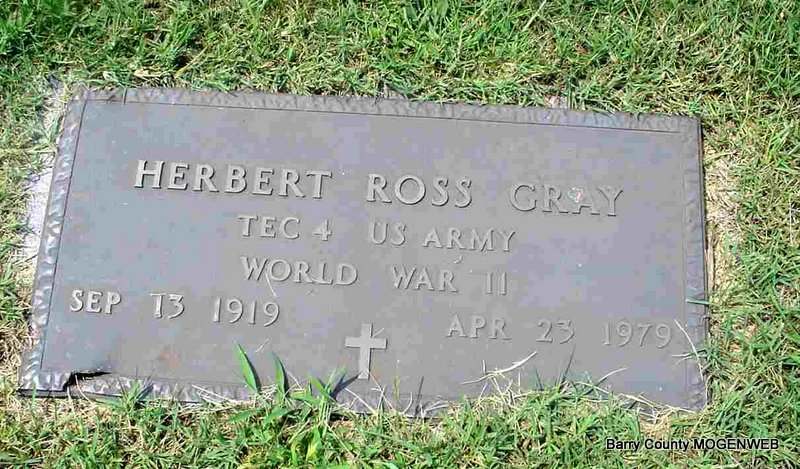 HERBERT ROSS GRAY
TEC 4 US ARMY
WORLD WAR II
SEP 13 1919 APR 23 1979
Barry County MOGENWEB